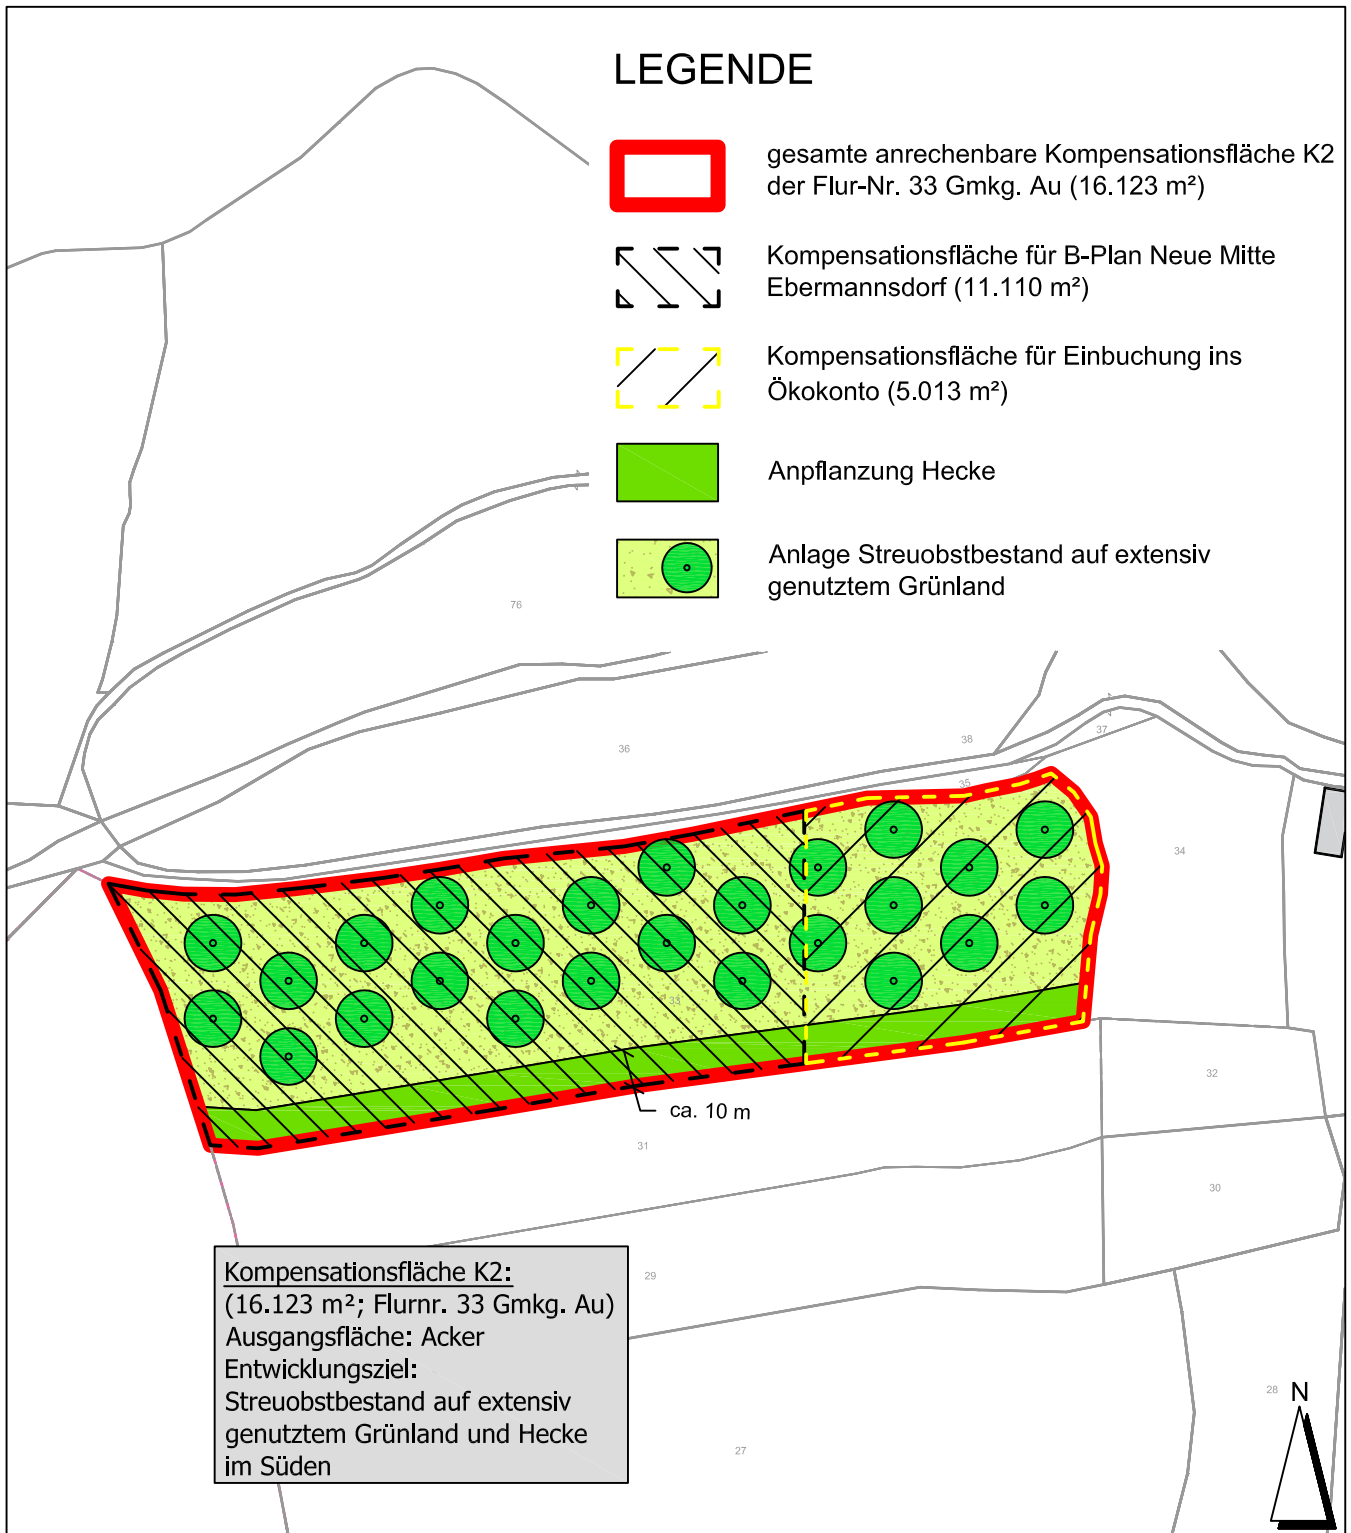 LEGENDE
gesamte anrechenbare Kompensationsfläche K2
der Flur-Nr. 33 Gmkg. Au (16.123 m²)
Kompensationsfläche für B-Plan Neue Mitte
Ebermannsdorf (11.110 m²)
Kompensationsfläche für Einbuchung ins
Ökokonto (5.013 m²)
Anpflanzung Hecke
Anlage Streuobstbestand auf extensiv
genutztem Grünland
76
36
38
37
35
34
33
32
ca. 10 m
31
30
29
28
27
Kompensationsfläche K2:
(16.123 m²; Flurnr. 33 Gmkg. Au)
Ausgangsfläche: Acker
Entwicklungsziel:
Streuobstbestand auf extensiv
genutztem Grünland und Hecke
im Süden
N